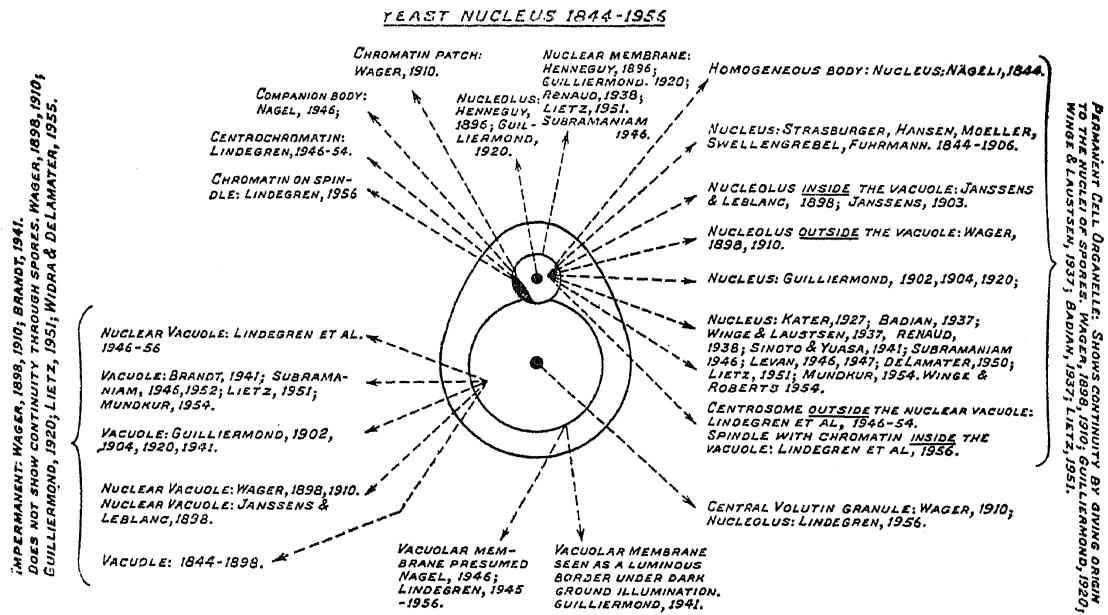 YEAST NUCLEUS 1844-1956
CHROMATIN PATCH:
WAGER, 1910.
COMPANION BODY:
NAGEL, 1946;
CENTROCHROMATIN:
LINDEGREN, 1946-54.
CHROMATIN ON SPIN-
DLE: LINDEGREN, 1956
NUCLEOLUS:
HENNEGUY,
1896; GUIL-
LIERMOND,
1920.
NUCLEAR MEMBRANE:
HENNEGUY, 1896;
GUILLIERMOND. 1920;
RENAUD, 1938;
LIETZ, 1951.
SUBRAMANIAM
1946.
HOMOGENEOUS BODY: NUCLEUS: NÄGELI, 1844.
NUCLEUS: STRASBURGER, HANSEN, MOELLER,
SWELLENGREBEL, FUHRMANN. 1844-1906.
NUCLEOLUS INSIDE THE VACUOLE: JANSSENS
& LEBLANC, 1898; JANSSENS, 1903.
NUCLEOLUS OUTSIDE THE VACUOLE: WAGER,
1898, 1910.
NUCLEUS: GUILLIERMOND, 1902, 1904, 1920;
NUCLEUS: KATER, 1927; BADIAN, 1937;
WINGE & LAUSTSEN, 1937, RENAUD,
1938; SINOTO & YUASA, 1941; SUBRAMANIAM
1946; LEVAN, 1946, 1947; DELAMATER, 1950;
LIETZ, 1951; MUNDKUR, 1954. WINGE &
ROBERTS 1954.
CENTROSOME OUTSIDE THE NUCLEAR VACUOLE:
LINDEGREN ET AL, 1946-54.
SPINDLE WITH CHROMATIN INSIDE THE
VACUOLE: LINDEGREN ET AL, 1956.
CENTRAL VOLUTIN GRANULE: WAGER, 1910;
NUCLEOLUS: LINDEGREN, 1956.
PERMANENT CELL ORGANELLE: SHOWS CONTINUITY BY GIVING ORIGIN
TO THE NUCLEI OF SPORES. WAGER, 1898, 1910; GUILLIERMOND, 1920;
WINGE & LAUSTSEN, 1937; BADIAN, 1937; LIETZ, 1951.
IMPERMANENT: WAGER, 1898, 1910; BRANDT, 1941.
DOES NOT SHOW CONTINUITY THROUGH SPORES. WAGER, 1898, 1910;
GUILLIERMOND, 1920; LIETZ, 1951; WIDRA & DELAMATER, 1955.
NUCLEAR VACUOLE: LINDEGREN ET AL.
1946-56
VACUOLE: BRANDT, 1941; SUBRAMA-
NIAM, 1946, 1952; LIETZ, 1951;
MUNDKUR, 1954.
VACUOLE: GUILLIERMOND, 1902,
1904, 1920, 1941.
NUCLEAR VACUOLE: WAGER, 1898, 1910.
NUCLEAR VACUOLE: JANSSENS &
LEBLANC, 1898.
VACUOLE: 1844-1898.
VACUOLAR MEM-
BRANE PRESUMED
NAGEL, 1946;
LINDEGREN, 1945
-1956.
VACUOLAR MEMBRANE
SEEN AS A LUMINOUS
BORDER UNDER DARK
GROUND ILLUMINATION.
GUILLIERMOND, 1941.